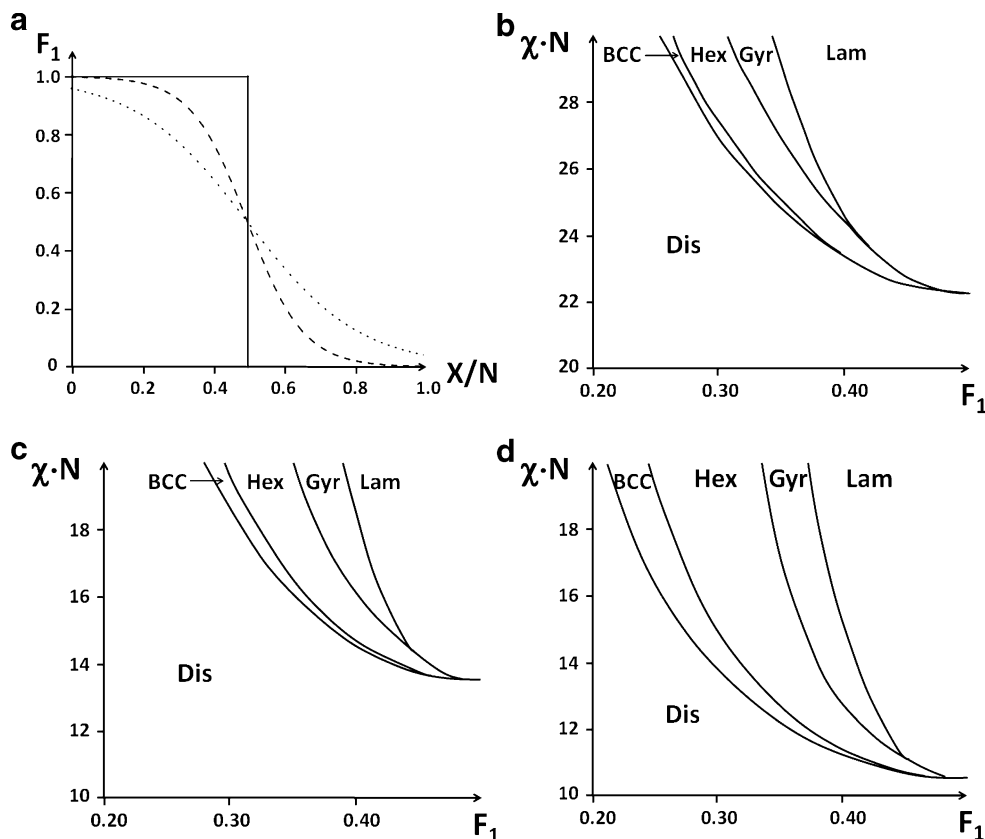 a
F₁
1.0
0.8
0.6
0.4
0.2
0
0 0.2 0.4 0.6 0.8 1.0
X/N
b
χ·N
BCC Hex Gyr Lam
28
26
24
22
20
Dis
0.20 0.30 0.40
F₁
c
χ·N
BCC Hex Gyr Lam
18
16
14
12
10
Dis
0.20 0.30 0.40
F₁
d
χ·N
BCC Hex Gyr Lam
18
16
14
12
10
Dis
0.20 0.30 0.40
F₁